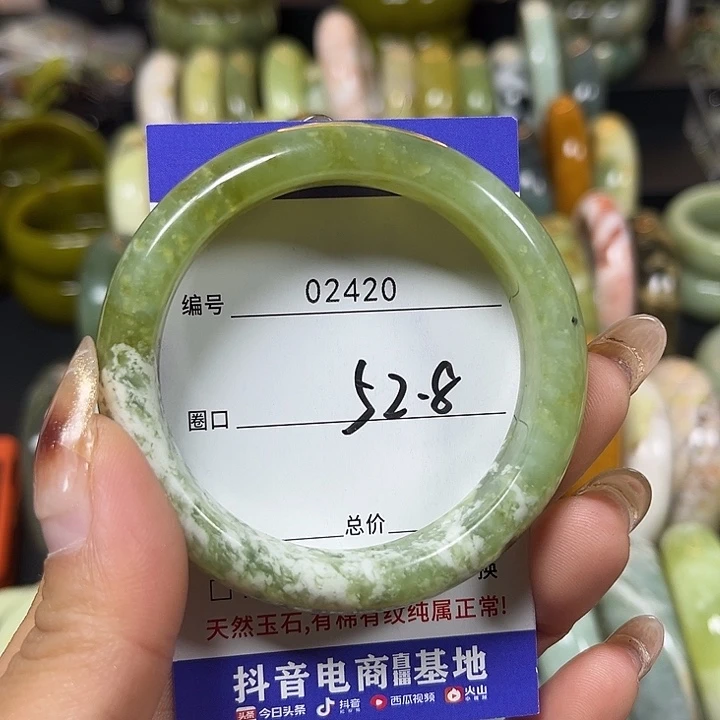 编号 02420
圈口 52.8
总价
换
天然玉石,有棉有纹纯属正常!
抖音电商直播基地
头条 今日头条 抖音 西瓜视频 火山